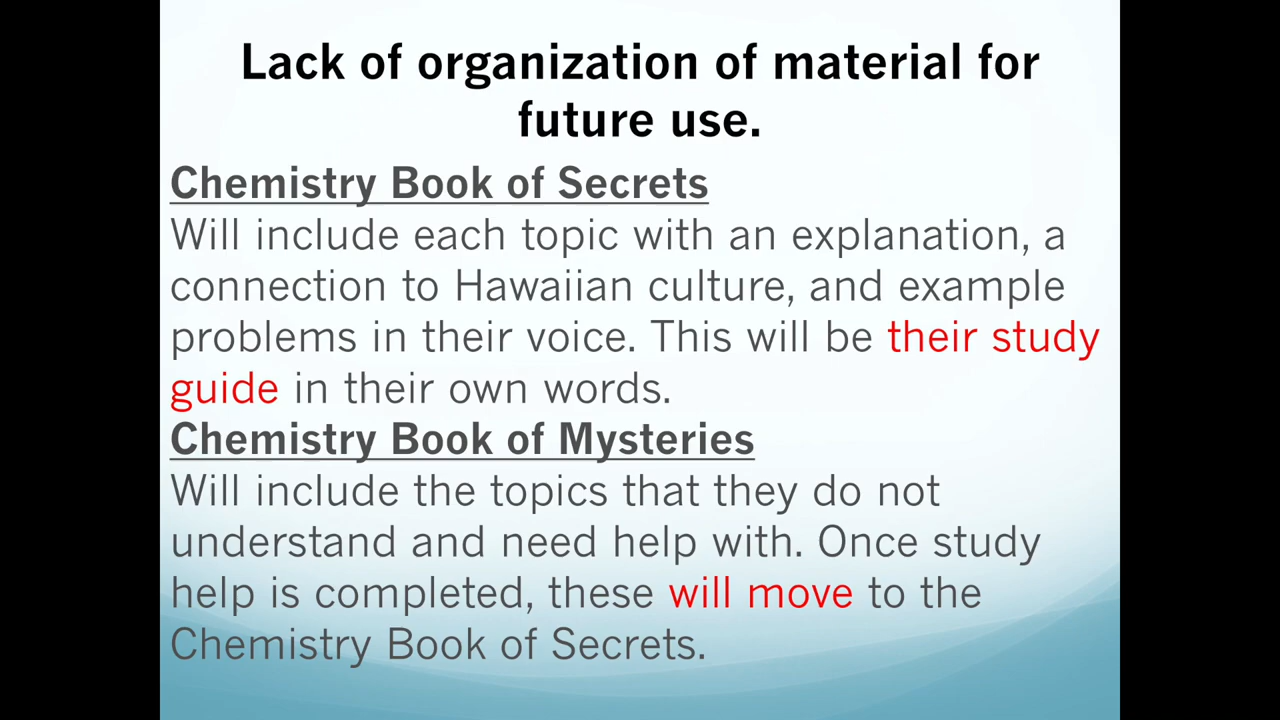 Lack of organization of material for
future use.
Chemistry Book of Secrets
Will include each topic with an explanation, a
connection to Hawaiian culture, and example
problems in their voice. This will be their study
guide in their own words.
Chemistry Book of Mysteries
Will include the topics that they do not
understand and need help with. Once study
help is completed, these will move to the
Chemistry Book of Secrets.